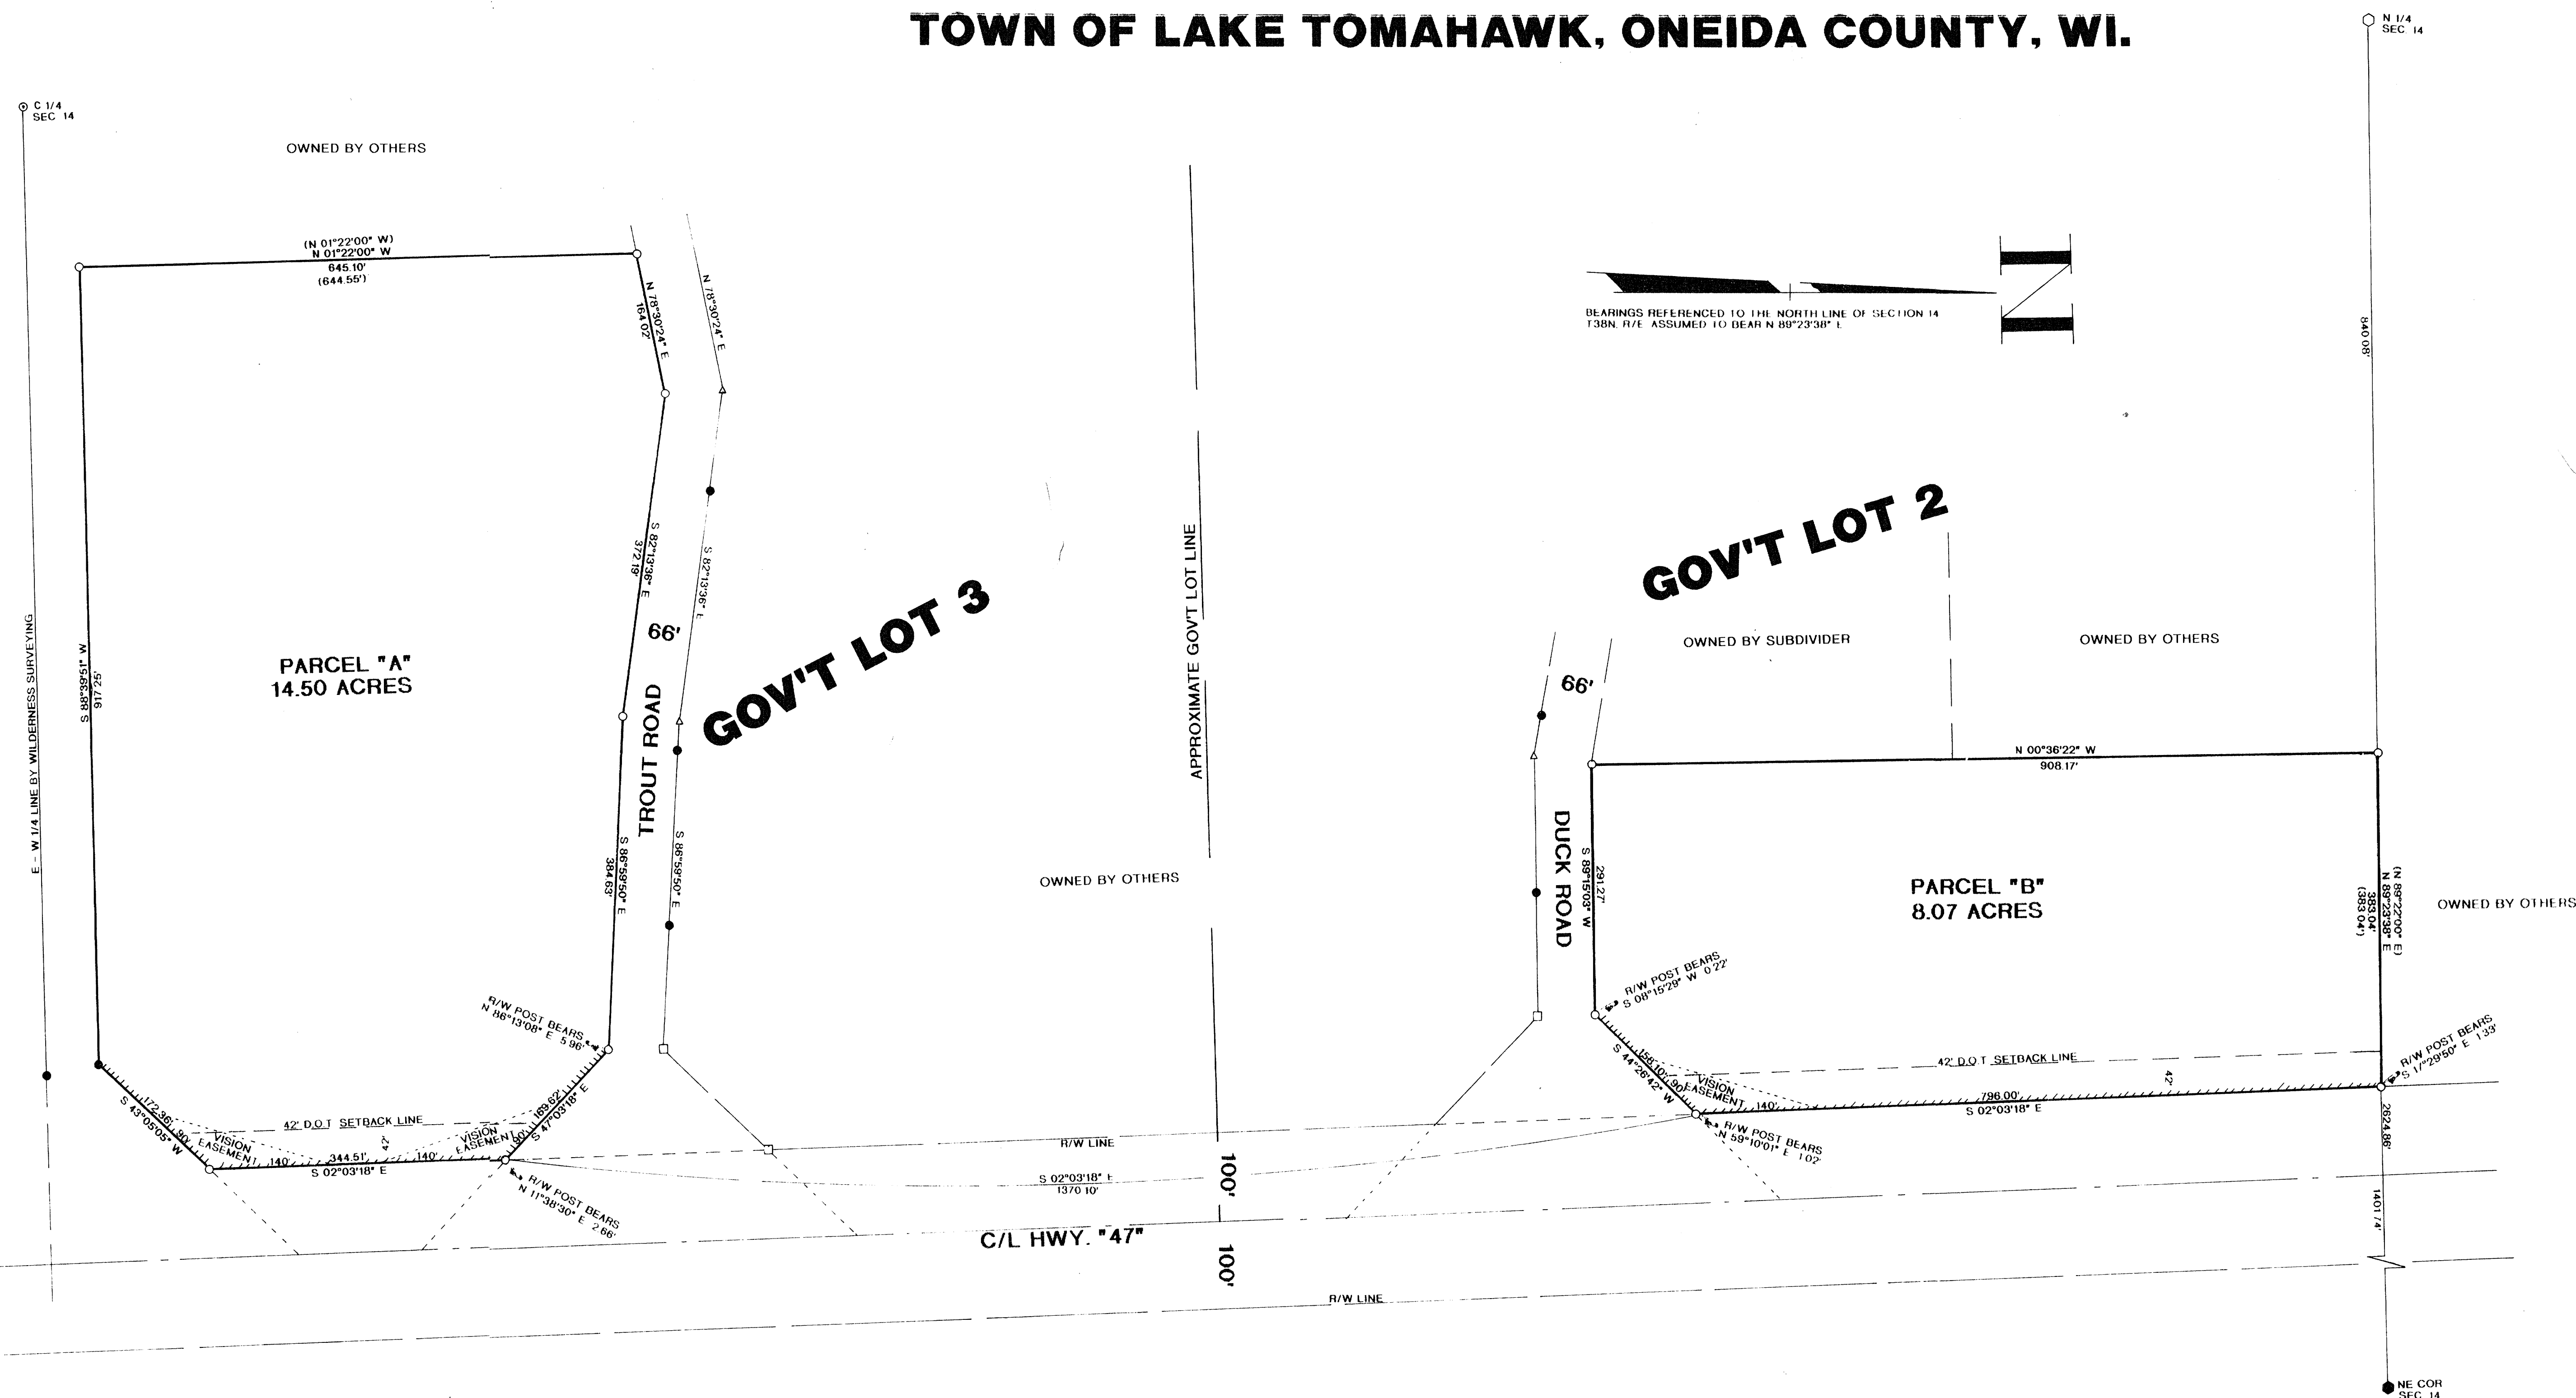 TOWN OF LAKE TOMAHAWK, ONEIDA COUNTY, WI.
N 1/4
SEC 14
C 1/4
SEC 14
OWNED BY OTHERS
(N 01°22'00" W)
N 01°22'00" W
645.10'
(644.55')
N 78°30'24" E
164.02'
N 78°30'24" E
BEARINGS REFERENCED TO THE NORTH LINE OF SECTION 14
T38N, R7E ASSUMED TO BEAR N 89°23'38" E
N
840.08'
S 82°13'36" E
372.19'
S 82°13'36" E
66'
GOV'T LOT 3
APPROXIMATE GOV'T LOT LINE
GOV'T LOT 2
OWNED BY SUBDIVIDER
OWNED BY OTHERS
66'
E - W 1/4 LINE BY WILDERNESS SURVEYING
S 88°39'51" W
917.25'
PARCEL "A"
14.50 ACRES
TROUT ROAD
S 86°59'50" E
384.63'
S 86°59'50" E
OWNED BY OTHERS
N 00°36'22" W
908.17'
DUCK ROAD
S 89°15'03" W
291.27'
PARCEL "B"
8.07 ACRES
(N 89°22'00" E)
N 89°23'38" E
383.04'
(383.04')
OWNED BY OTHERS
R/W POST BEARS
N 86°13'08" E 5.96'
R/W POST BEARS
S 08°15'29" W 0.22'
R/W POST BEARS
S 17°29'50" E 1.33'
172.36'
90'
S 43°05'05" W
VISION
EASEMENT
42' D.O.T SETBACK LINE
42'
VISION
EASEMENT
169.62'
90'
S 47°03'18" E
140'
344.51'
140'
S 02°03'18" E
R/W POST BEARS
N 11°38'30" E 2.66'
R/W LINE
S 02°03'18" E
1370.10'
100'
158.10'
90'
S 44°26'42" W
VISION
EASEMENT
42' D.O.T SETBACK LINE
42'
140'
796.00'
S 02°03'18" E
R/W POST BEARS
N 59°10'01" E 1.02'
2624.86'
1401.74'
C/L HWY. "47"
100'
R/W LINE
NE COR
SEC 14